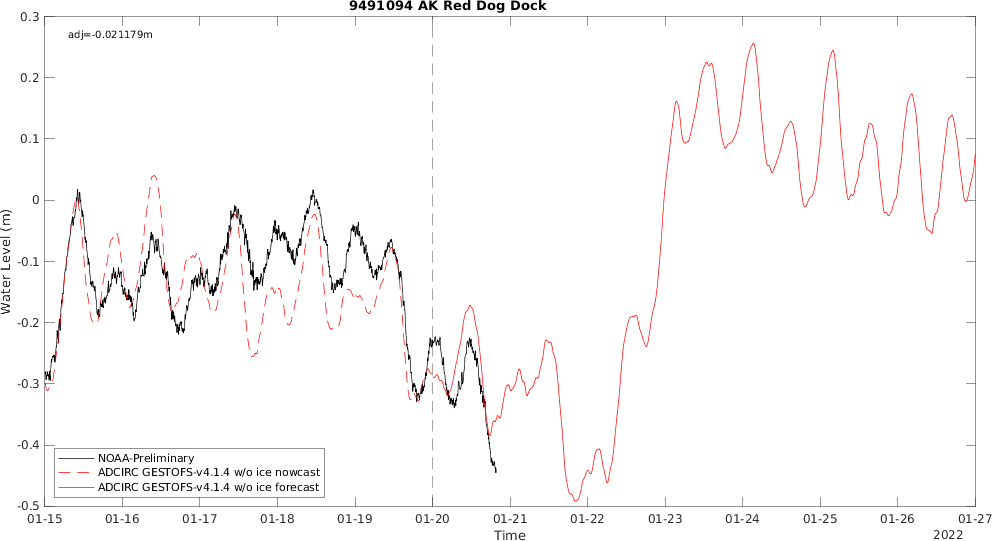 9491094 AK Red Dog Dock
adj=-0.021179m
0.3
0.2
0.1
0
-0.1
-0.2
-0.3
-0.4
-0.5
Water Level (m)
NOAA-Preliminary
ADCIRC GESTOFS-v4.1.4 w/o ice nowcast
ADCIRC GESTOFS-v4.1.4 w/o ice forecast
01-15 01-16 01-17 01-18 01-19 01-20 01-21 01-22 01-23 01-24 01-25 01-26 01-27
Time
2022